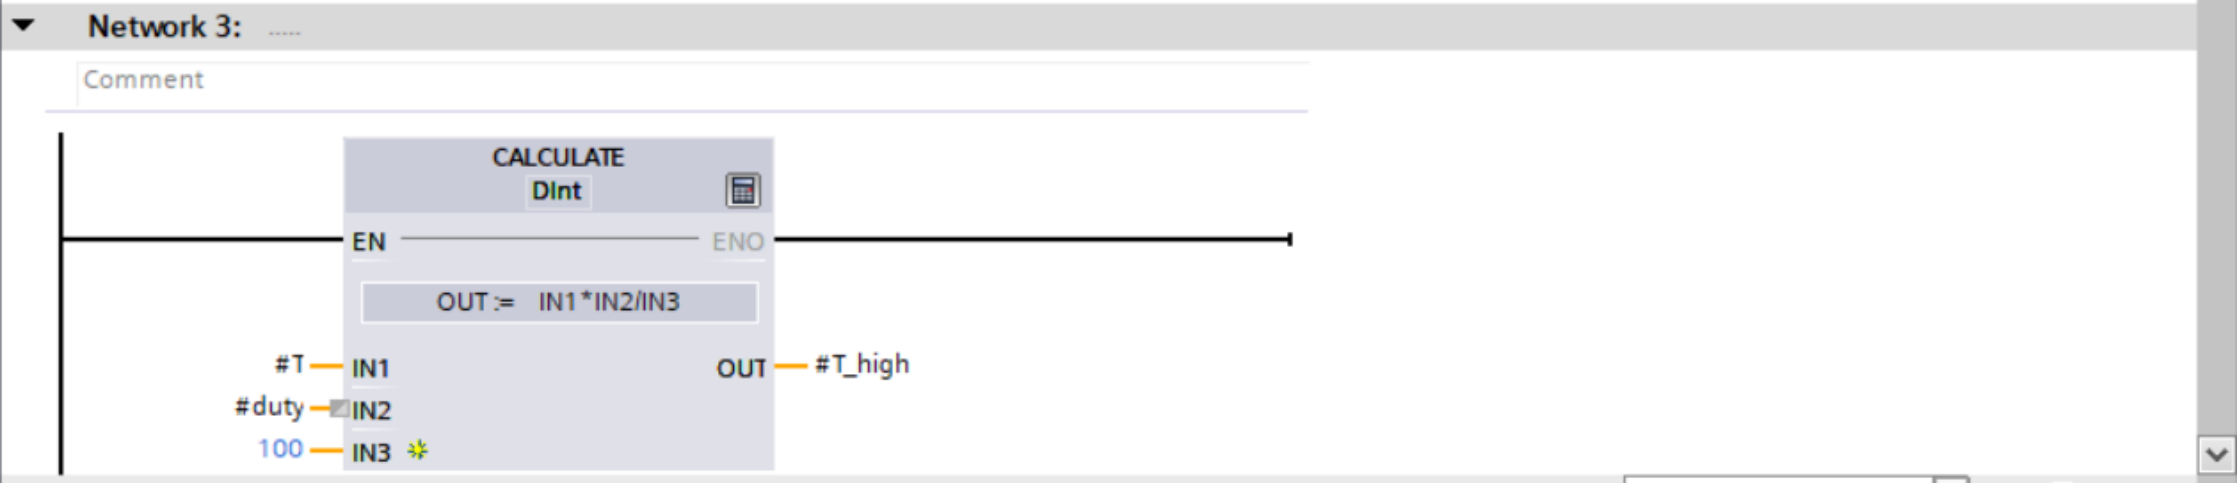 Network 3: .....
Comment
CALCULATE
DInt
EN ENO
OUT := IN1*IN2/IN3
#T IN1 OUT #T_high
#duty IN2
100 IN3